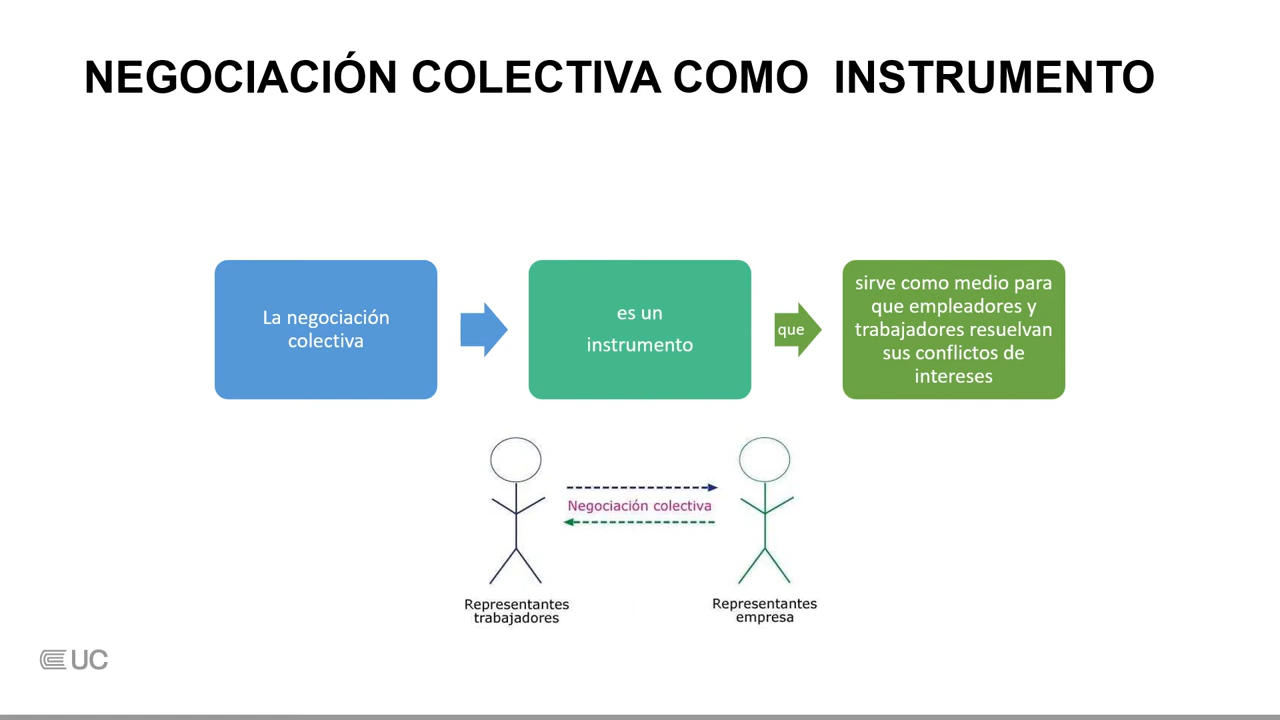 NEGOCIACIÓN COLECTIVA COMO  INSTRUMENTO
La negociación
colectiva
es un
instrumento
que
sirve como medio para
que empleadores y
trabajadores resuelvan
sus conflictos de
intereses
Negociación colectiva
Representantes
trabajadores
Representantes
empresa
UC